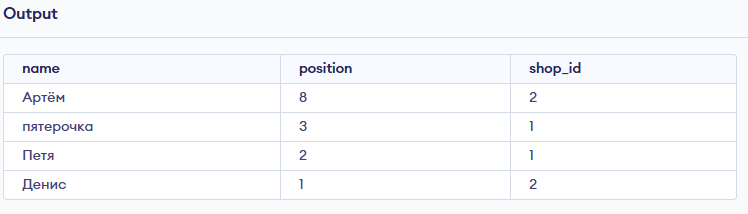 Output
name position shop_id
Артём 8 2
пятерочка 3 1
Петя 2 1
Денис 1 2